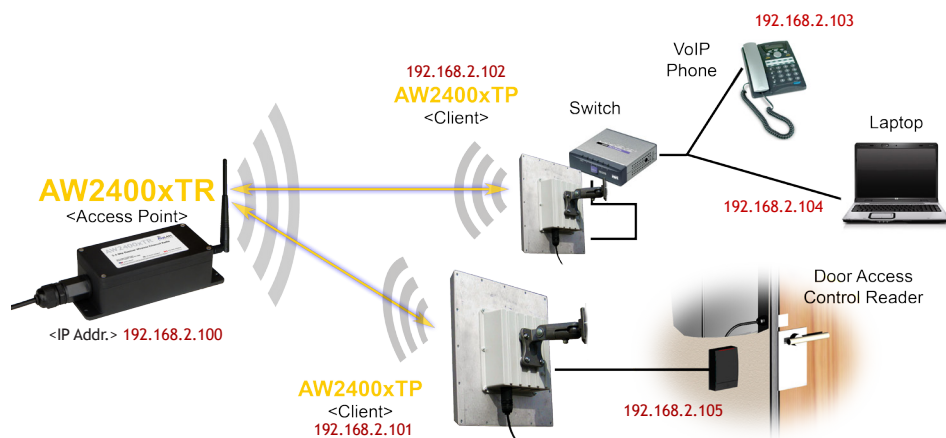 192.168.2.103
VoIP
Phone
192.168.2.102
AW2400xTP
<Client>
Switch
Laptop
AW2400xTR
<Access Point>
192.168.2.104
AW2400xTR
Door Access
Control Reader
<IP Addr.> 192.168.2.100
AW2400xTP
<Client>
192.168.2.101
192.168.2.105